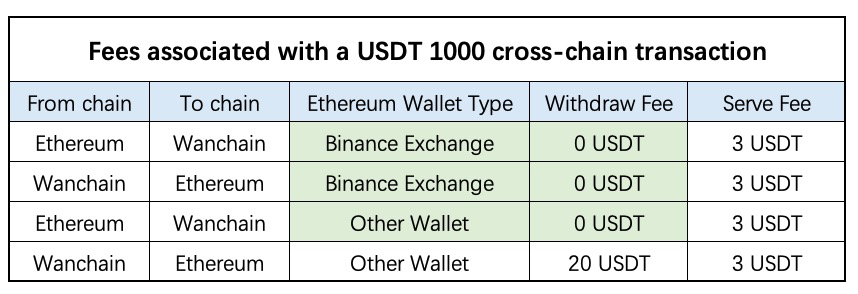 Fees associated with a USDT 1000 cross-chain transaction
From chain To chain Ethereum Wallet Type Withdraw Fee Serve Fee
Ethereum Wanchain Binance Exchange 0 USDT 3 USDT
Wanchain Ethereum Binance Exchange 0 USDT 3 USDT
Ethereum Wanchain Other Wallet 0 USDT 3 USDT
Wanchain Ethereum Other Wallet 20 USDT 3 USDT